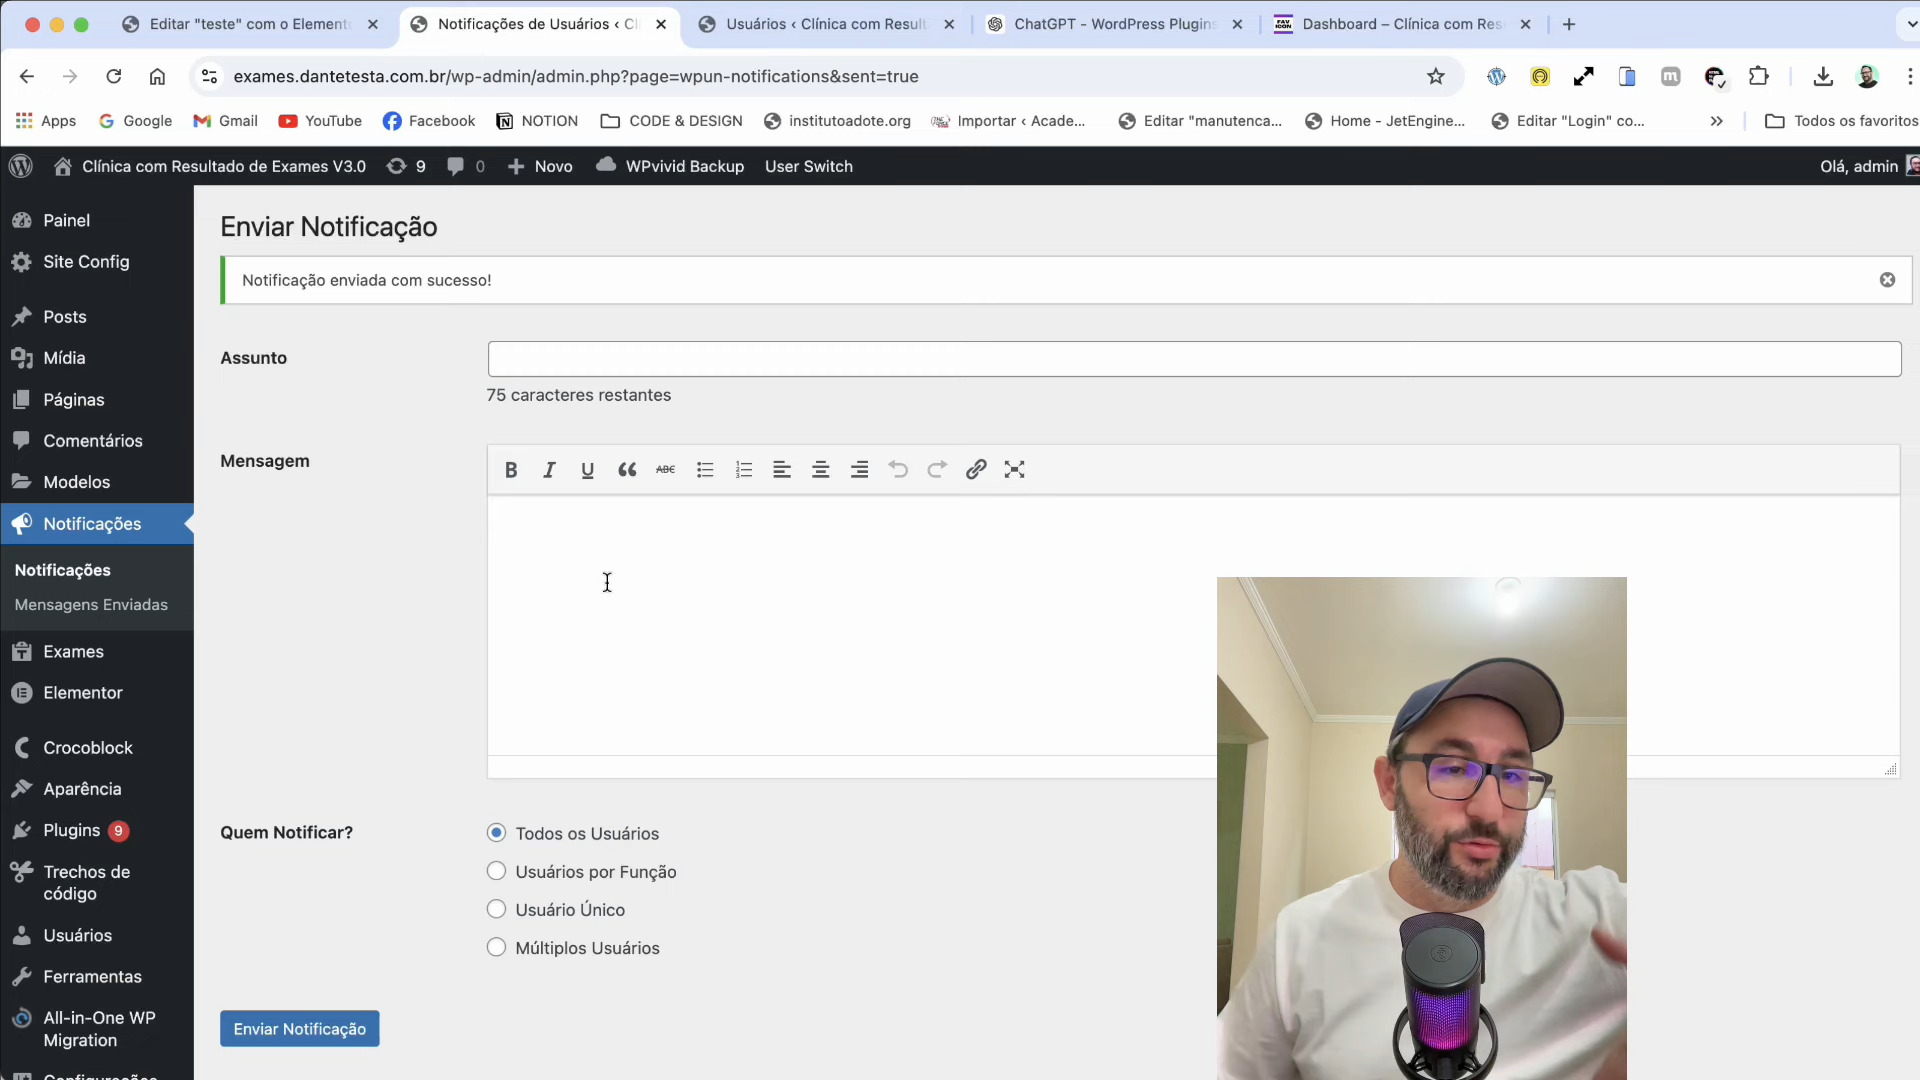 Editar "teste" com o Element
Notificações de Usuários ‹ Cl
Usuários ‹ Clínica com Result
ChatGPT - WordPress Plugins
Dashboard – Clínica com Res
exames.dantetesta.com.br/wp-admin/admin.php?page=wpun-notifications&sent=true
Apps
Google
Gmail
YouTube
Facebook
NOTION
CODE & DESIGN
institutoadote.org
Importar ‹ Acade...
Editar "manutenca...
Home - JetEngine...
Editar "Login" co...
»
Todos os favoritos
Clínica com Resultado de Exames V3.0
9
0
Novo
WPvivid Backup
User Switch
Olá, admin
Painel
Site Config
Posts
Mídia
Páginas
Comentários
Modelos
Notificações
Notificações
Mensagens Enviadas
Exames
Elementor
Crocoblock
Aparência
Plugins 9
Trechos de
código
Usuários
Ferramentas
All-in-One WP
Migration
Configurações
Enviar Notificação
Notificação enviada com sucesso!
Assunto
75 caracteres restantes
Mensagem
B I U ABC
Quem Notificar?
Todos os Usuários
Usuários por Função
Usuário Único
Múltiplos Usuários
Enviar Notificação